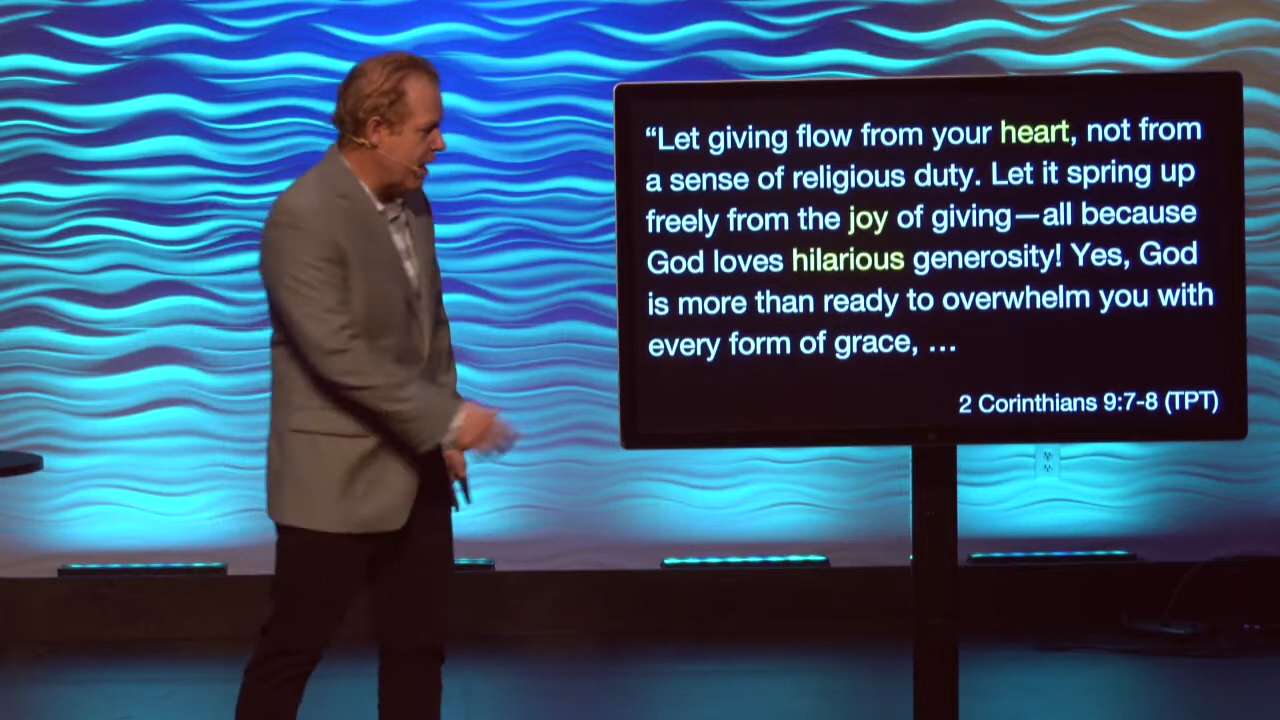 “Let giving flow from your heart, not from
a sense of religious duty. Let it spring up
freely from the joy of giving—all because
God loves hilarious generosity! Yes, God
is more than ready to overwhelm you with
every form of grace, …
2 Corinthians 9:7-8 (TPT)